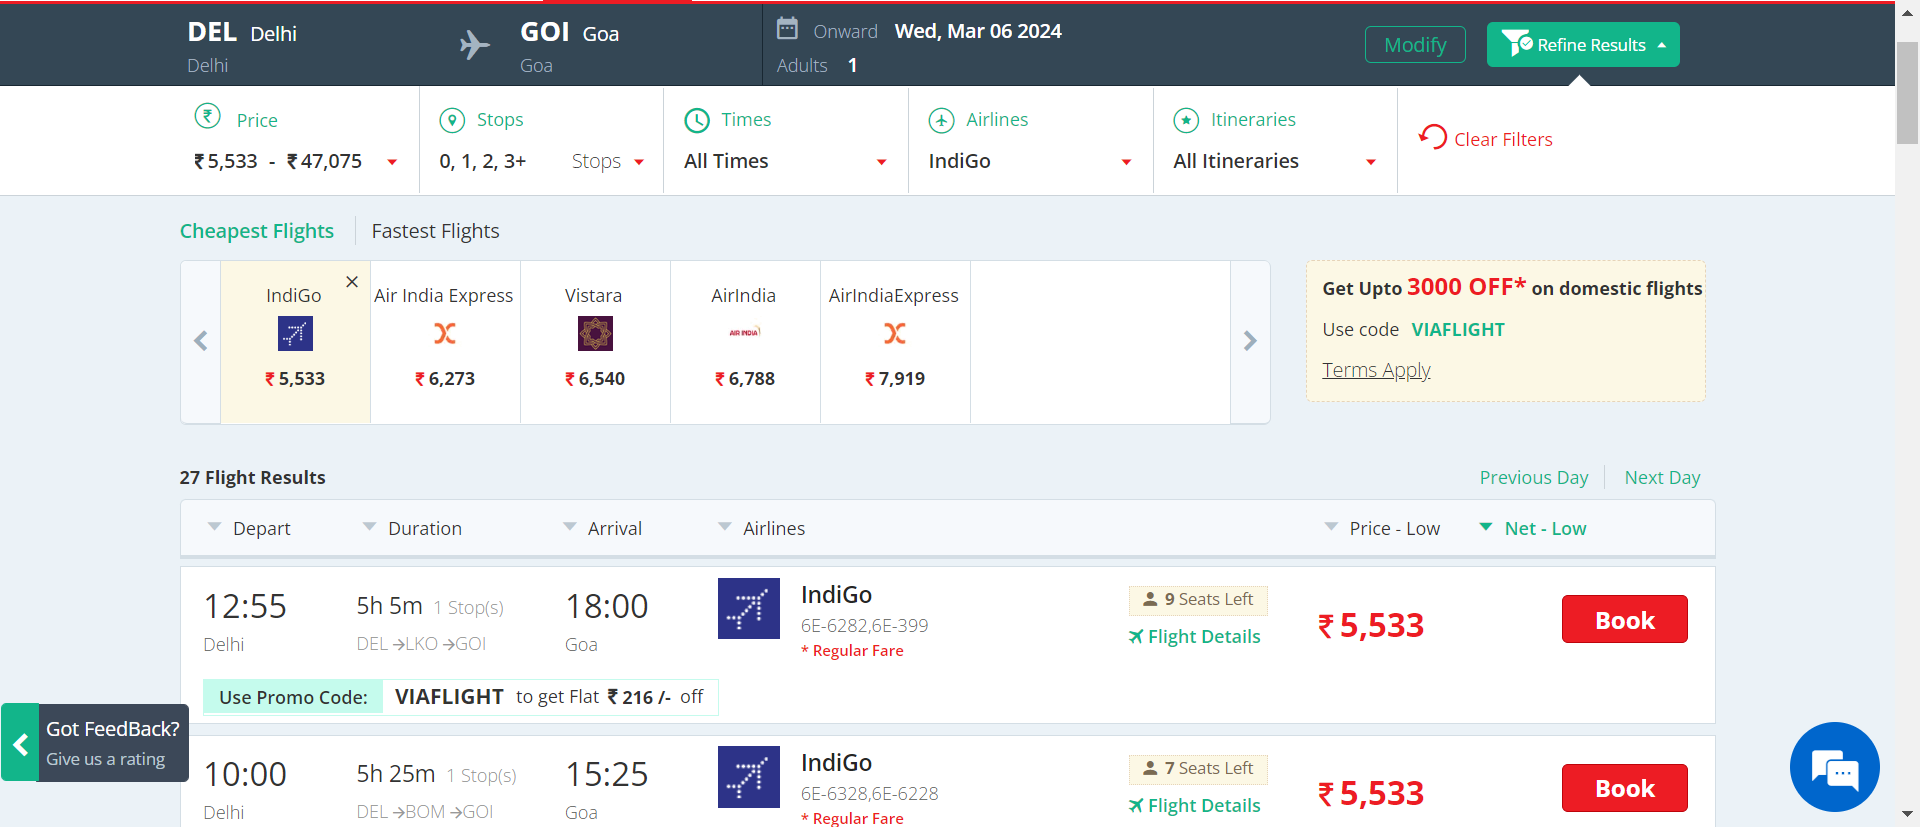 DEL Delhi
Delhi
GOI Goa
Goa
Onward Wed, Mar 06 2024
Adults 1
Modify
Refine Results
Price
₹ 5,533 - ₹ 47,075
Stops
0, 1, 2, 3+ Stops
Times
All Times
Airlines
IndiGo
Itineraries
All Itineraries
Clear Filters
Cheapest Flights
Fastest Flights
IndiGo
₹ 5,533
Air India Express
₹ 6,273
Vistara
₹ 6,540
AirIndia
AIR INDIA
₹ 6,788
AirIndiaExpress
₹ 7,919
Get Upto 3000 OFF* on domestic flights
Use code VIAFLIGHT
Terms Apply
27 Flight Results
Previous Day
Next Day
Depart Duration Arrival Airlines Price - Low Net - Low
12:55
Delhi
5h 5m 1 Stop(s)
DEL →LKO →GOI
18:00
Goa
IndiGo
6E-6282,6E-399
* Regular Fare
9 Seats Left
Flight Details
₹ 5,533
Book
Use Promo Code: VIAFLIGHT to get Flat ₹ 216 /- off
10:00
Delhi
5h 25m 1 Stop(s)
DEL →BOM →GOI
15:25
Goa
IndiGo
6E-6328,6E-6228
* Regular Fare
7 Seats Left
Flight Details
₹ 5,533
Book
Got FeedBack?
Give us a rating